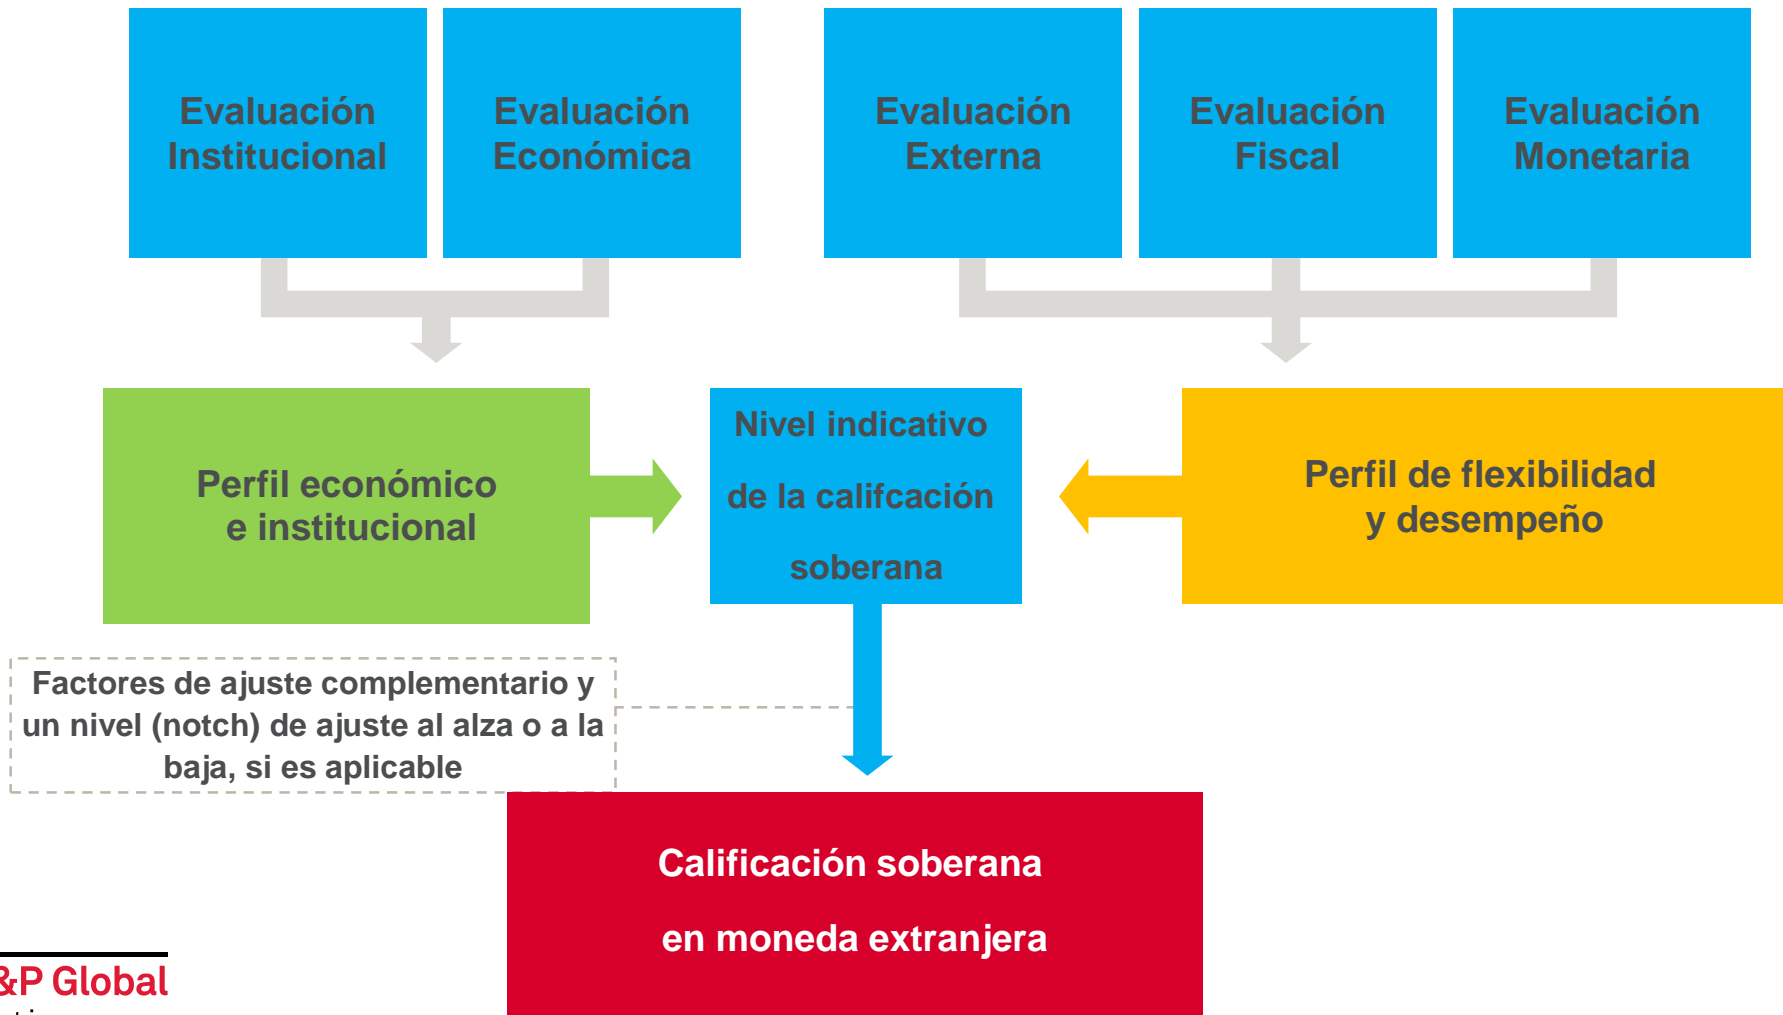 Evaluación
Institucional
Evaluación
Económica
Evaluación
Externa
Evaluación
Fiscal
Evaluación
Monetaria
Perfil económico
e institucional
Nivel indicativo
de la califcación
soberana
Perfil de flexibilidad
y desempeño
Factores de ajuste complementario y
un nivel (notch) de ajuste al alza o a la
baja, si es aplicable
Calificación soberana
en moneda extranjera
&P Global